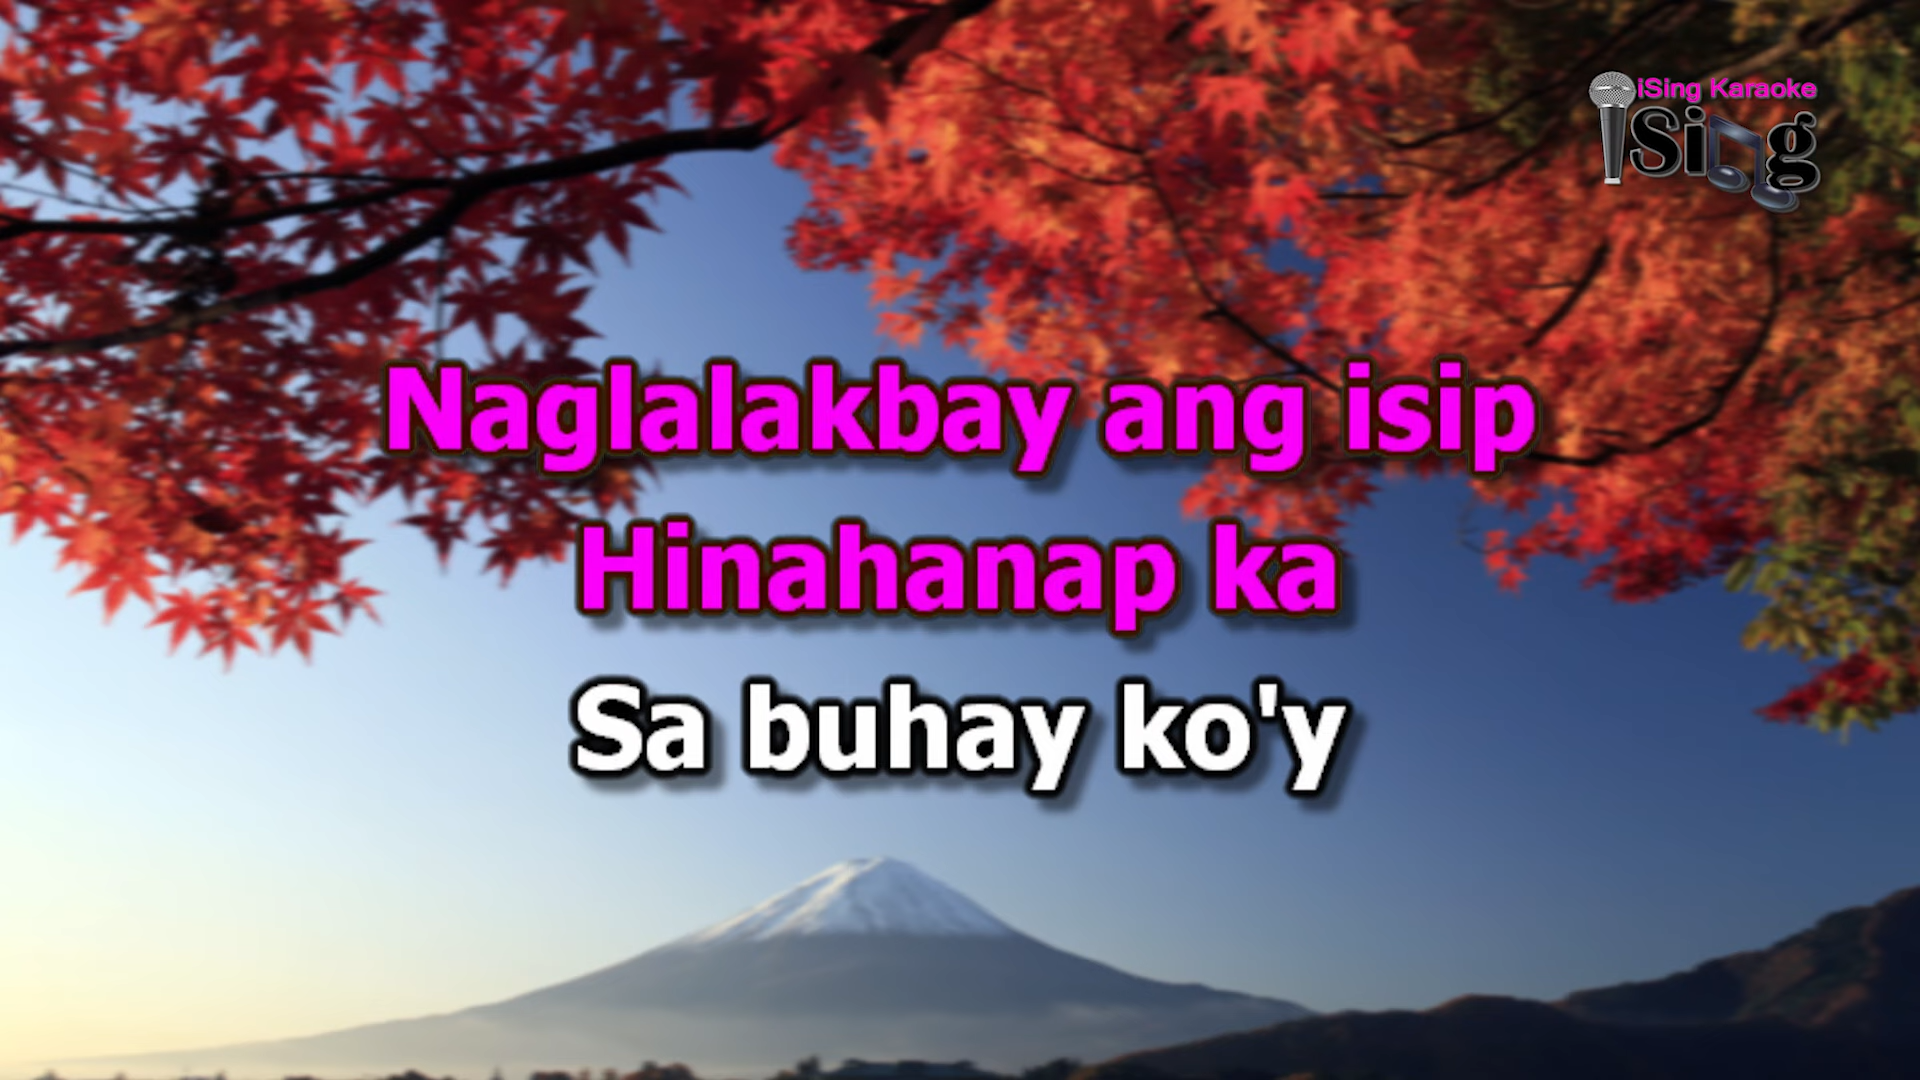 iSing Karaoke
iSing
Naglalakbay ang isip
Hinahanap ka
Sa buhay ko'y